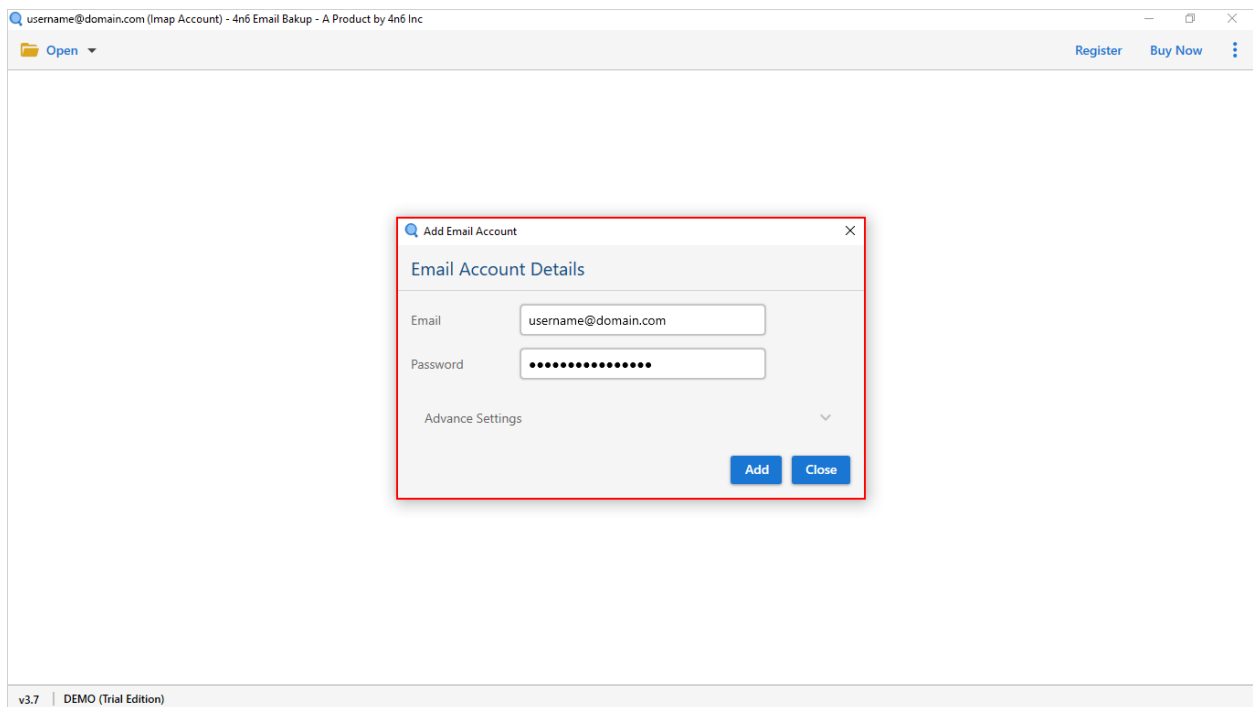 username@domain.com (Imap Account) - 4n6 Email Bakup - A Product by 4n6 Inc
Open Register Buy Now
Add Email Account
Email Account Details
Email username@domain.com
Password ●●●●●●●●●●●●●●●●
Advance Settings
Add Close
v3.7 DEMO (Trial Edition)